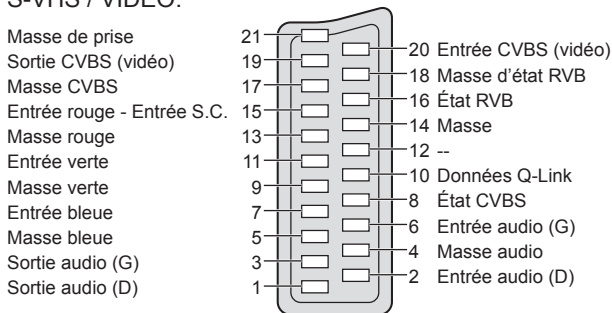 S-VHS / VIDEO.
Masse de prise 21
Sortie CVBS (vidéo) 19
Masse CVBS 17
Entrée rouge - Entrée S.C. 15
Masse rouge 13
Entrée verte 11
Masse verte 9
Entrée bleue 7
Masse bleue 5
Sortie audio (G) 3
Sortie audio (D) 1
20 Entrée CVBS (vidéo)
18 Masse d'état RVB
16 État RVB
14 Masse
12 --
10 Données Q-Link
8 État CVBS
6 Entrée audio (G)
4 Masse audio
2 Entrée audio (D)